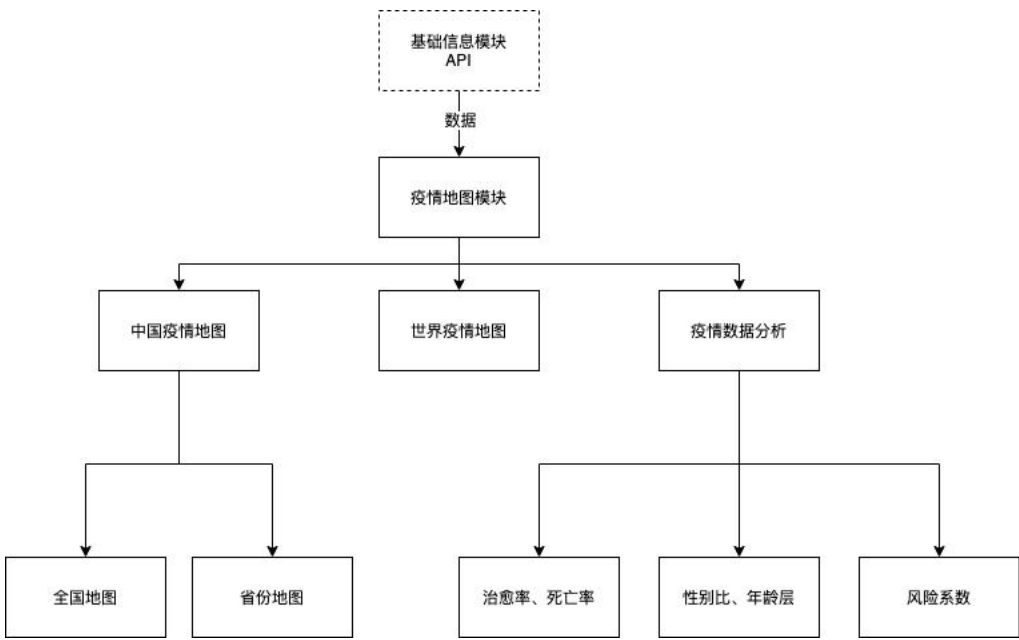 基础信息模块
API
数据
疫情地图模块
中国疫情地图
世界疫情地图
疫情数据分析
全国地图
省份地图
治愈率、死亡率
性别比、年龄层
风险系数